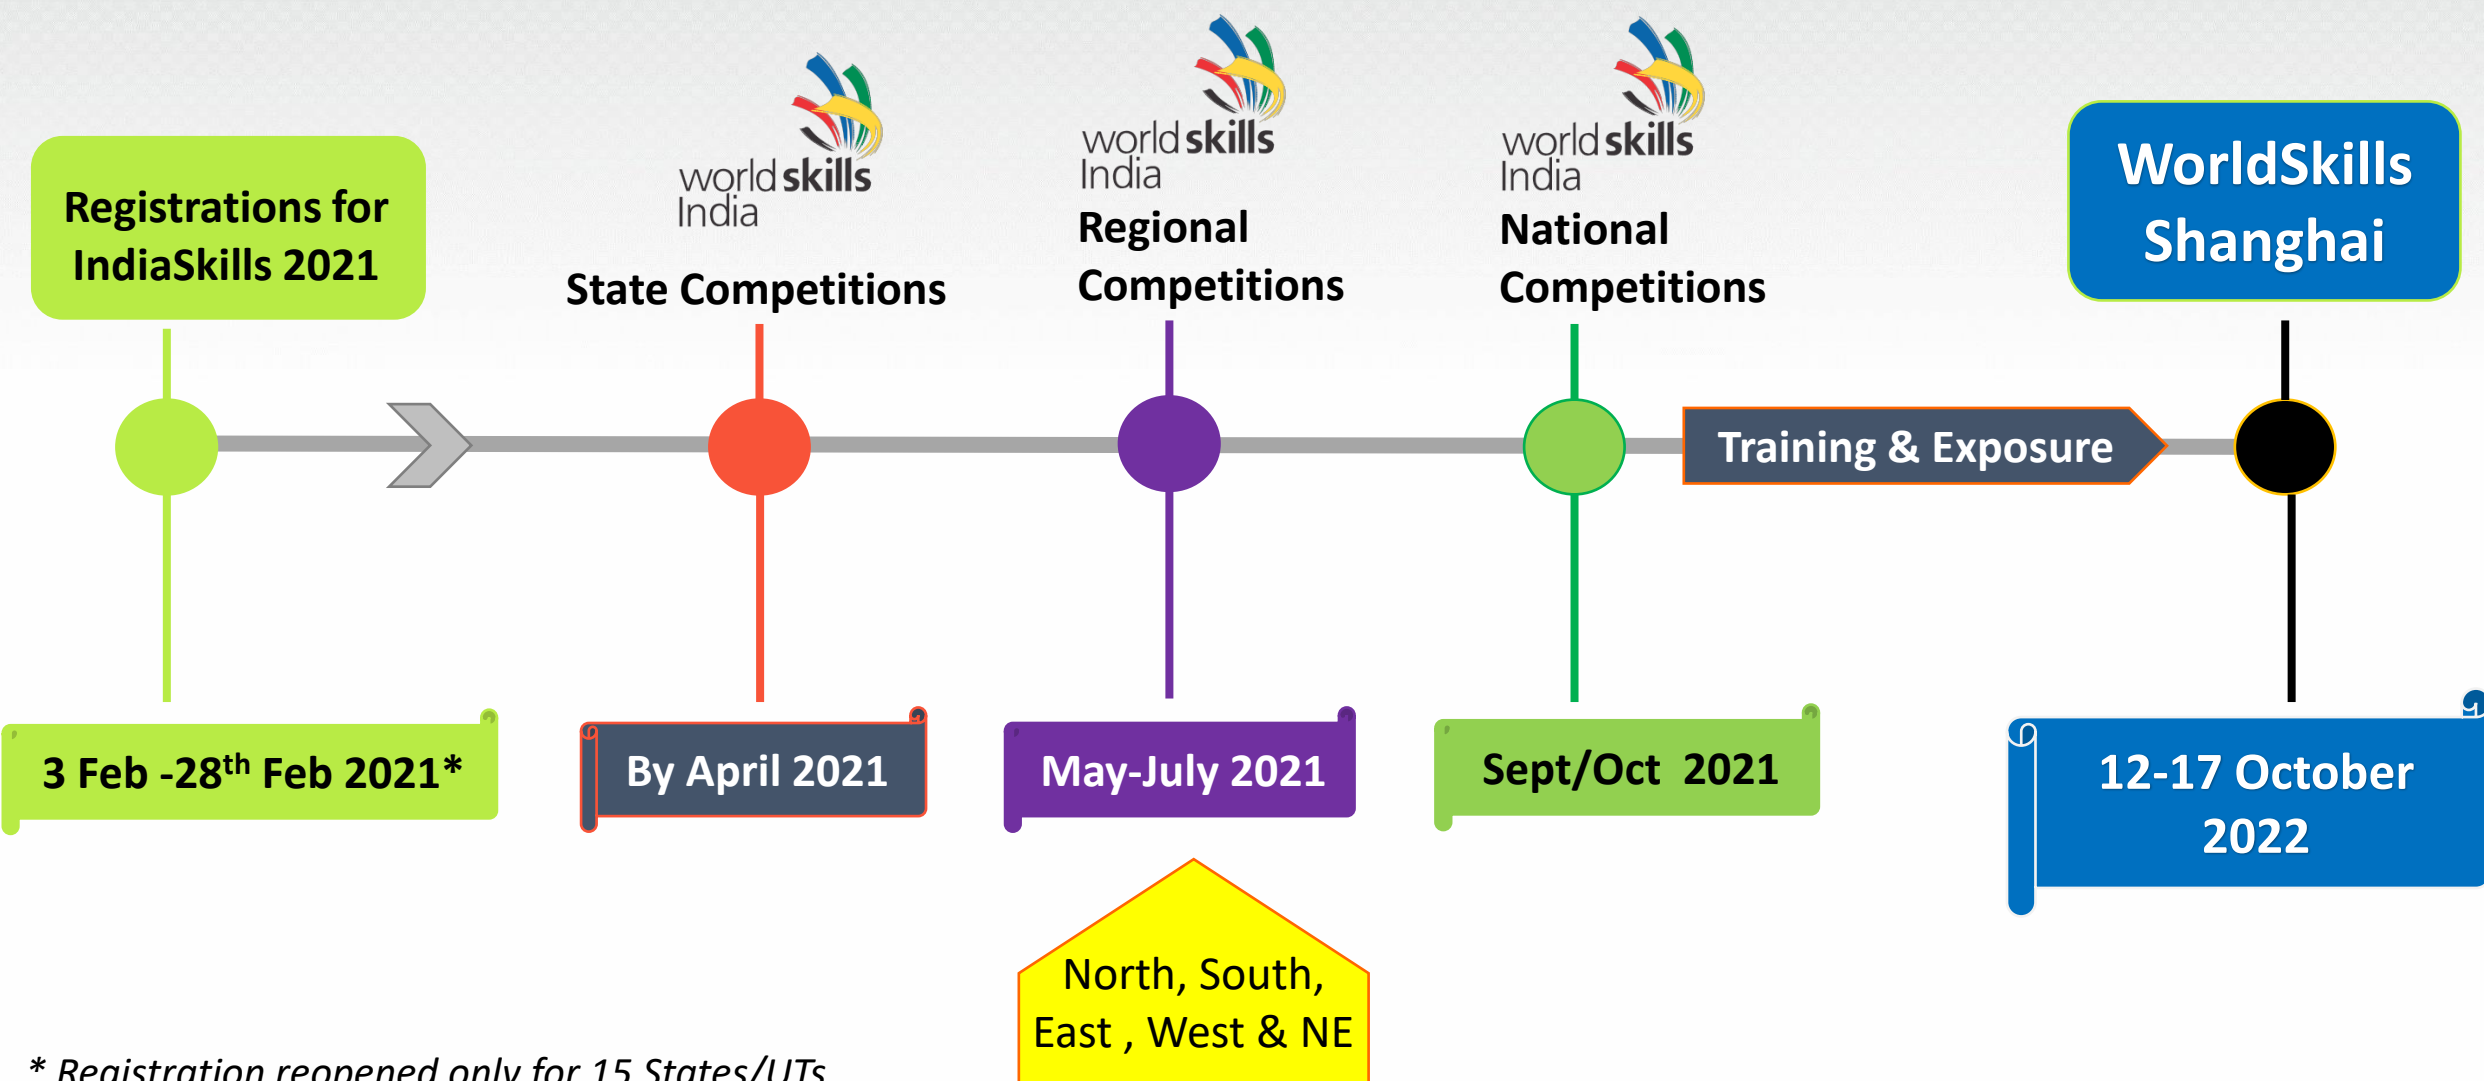 Registrations for
IndiaSkills 2021
world skills
India
State Competitions
world skills
India
Regional
Competitions
world skills
India
National
Competitions
WorldSkills
Shanghai
Training & Exposure
3 Feb -28th Feb 2021*
By April 2021
May-July 2021
Sept/Oct 2021
12-17 October
2022
North, South,
East , West & NE
* Registration reopened only for 15 States/UTs